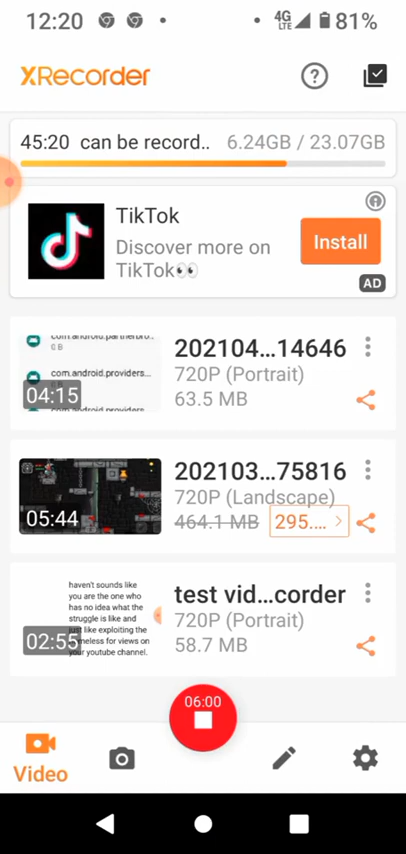 12:20
4G
LTE
81%
XRecorder
45:20 can be record.. 6.24GB / 23.07GB
TikTok
Discover more on
TikTok👀
Install
AD
com.android.partnerbro...
0 B
com.android.providers...
04:15
202104...14646
720P (Portrait)
63.5 MB
05:44
202103...75816
720P (Landscape)
464.1 MB 295....
haven't sounds like
you are the one who
has no idea what the
struggle is like and
just like exploiting the
homeless for views on
your youtube channel.
02:55
test vid...corder
720P (Portrait)
58.7 MB
06:00
Video